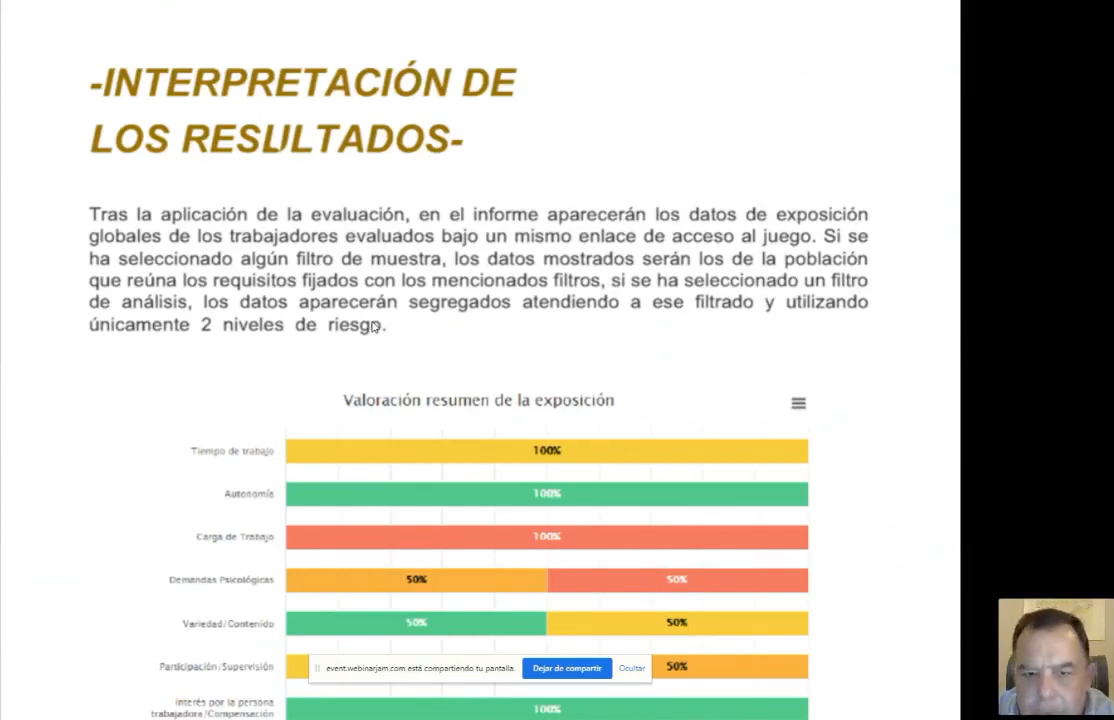 -INTERPRETACIÓN DE
LOS RESULTADOS-
Tras la aplicación de la evaluación, en el informe aparecerán los datos de exposición
globales de los trabajadores evaluados bajo un mismo enlace de acceso al juego. Si se
ha seleccionado algún filtro de muestra, los datos mostrados serán los de la población
que reúna los requisitos fijados con los mencionados filtros, si se ha seleccionado un filtro
de análisis, los datos aparecerán segregados atendiendo a ese filtrado y utilizando
únicamente 2 niveles de riesgo.
Valoración resumen de la exposición
Tiempo de trabajo 100%
Autonomía 100%
Carga de Trabajo 100%
Demandas Psicológicas 50% 50%
Variedad/Contenido 50% 50%
Participación/Supervisión 50%
event.webinarjam.com está compartiendo tu pantalla. Dejar de compartir Ocultar
Interés por la persona
trabajadora/Compensación 100%